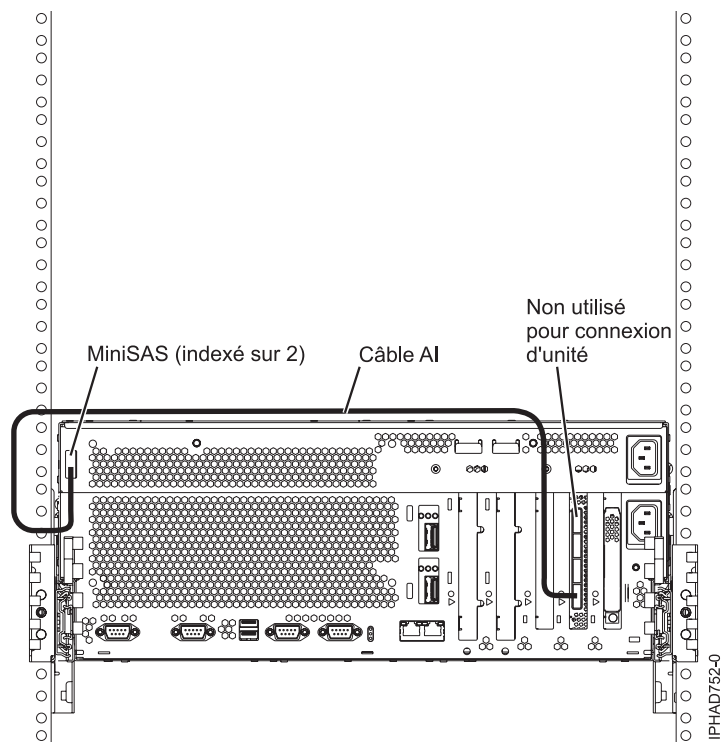 Non utilisé
pour connexion
d'unité
MiniSAS (indexé sur 2)
Câble AI
IPHAD752-0